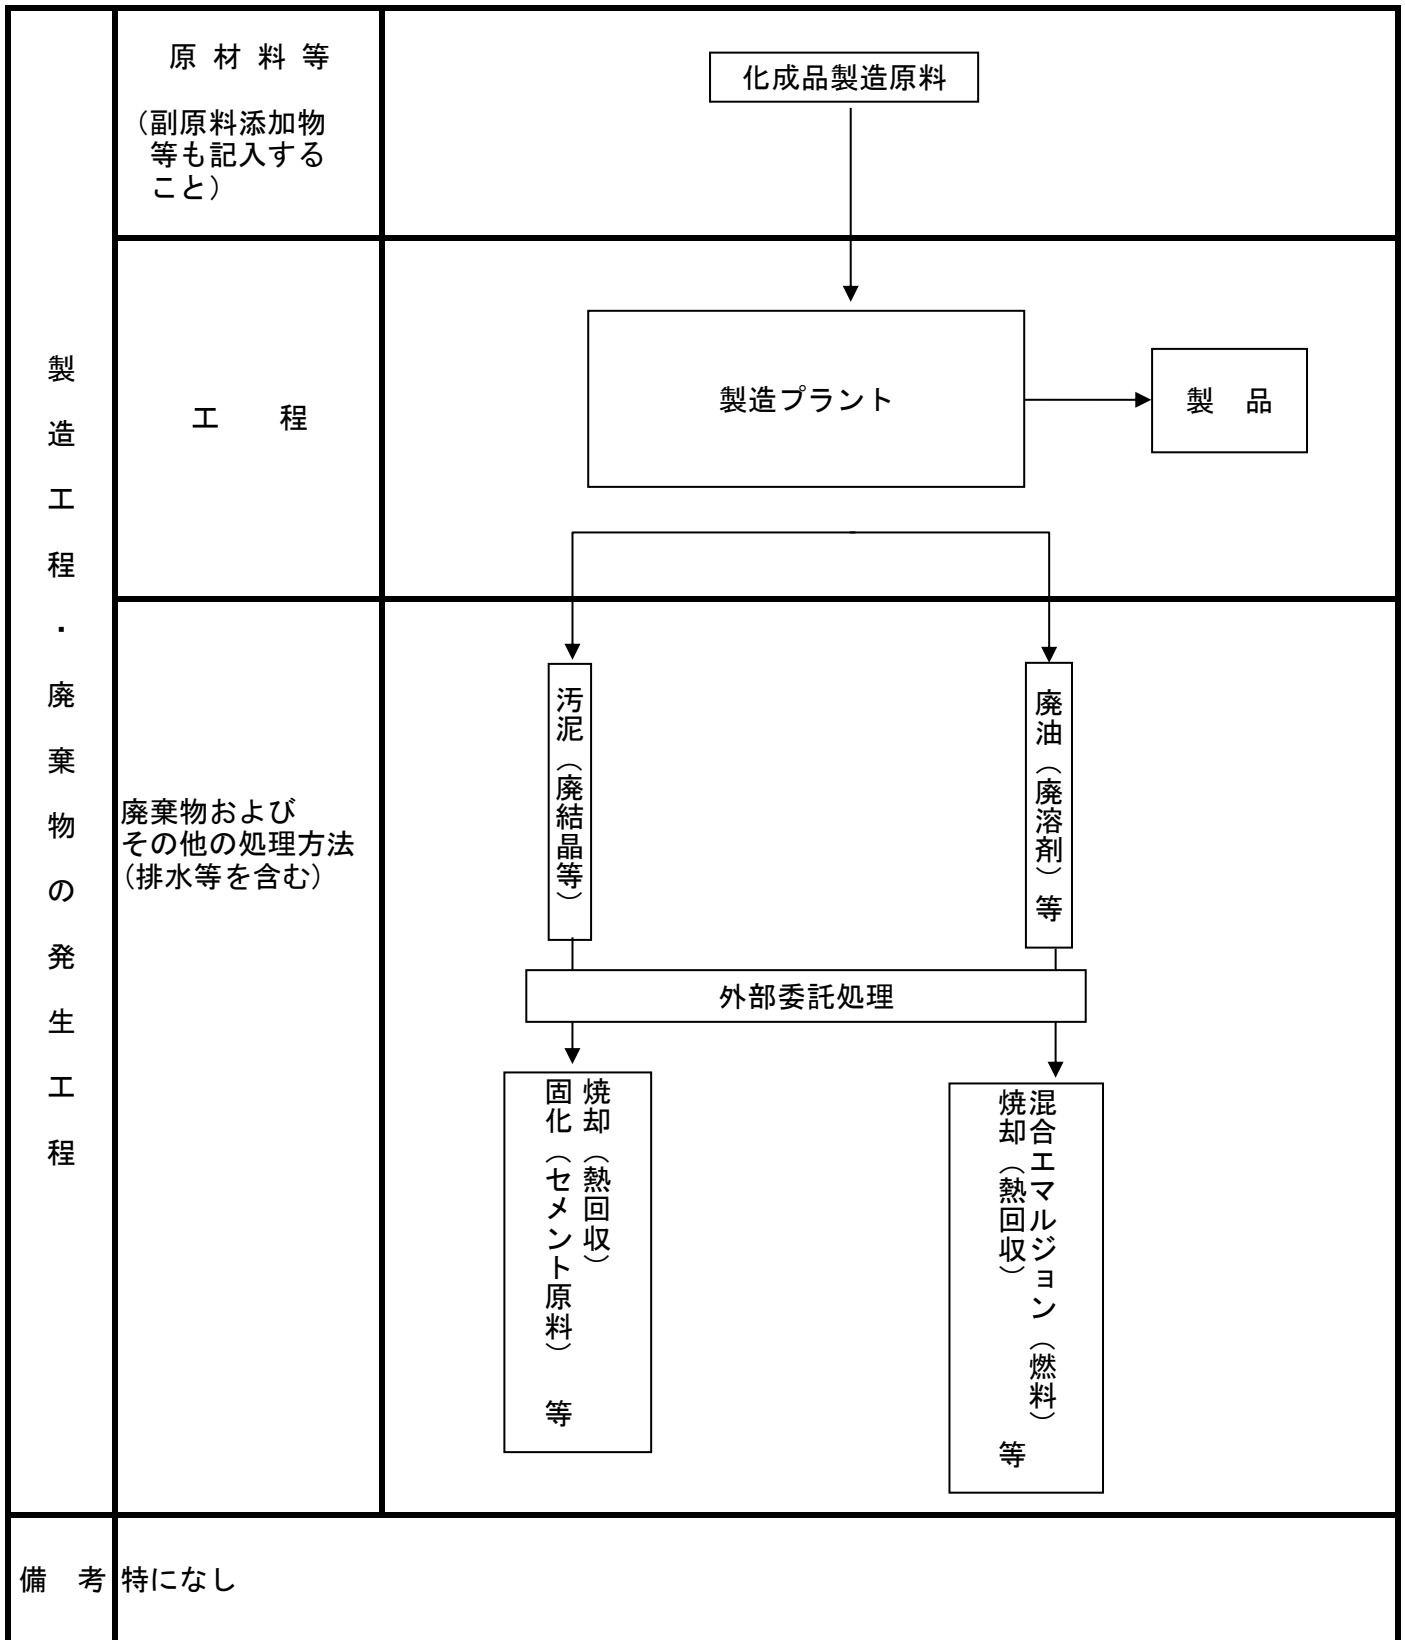 製造工程・廃棄物の発生工程
原材料等
（副原料添加物
等も記入する
こと）
化成品製造原料
工　　程
製造プラント
製　品
廃棄物および
その他の処理方法
（排水等を含む）
汚泥（廃結晶等）
廃油（廃溶剤）等
外部委託処理
焼却（熱回収）
固化（セメント原料）　等
混合エマルジョン（燃料）
焼却（熱回収）　　　　　等
備　考
特になし